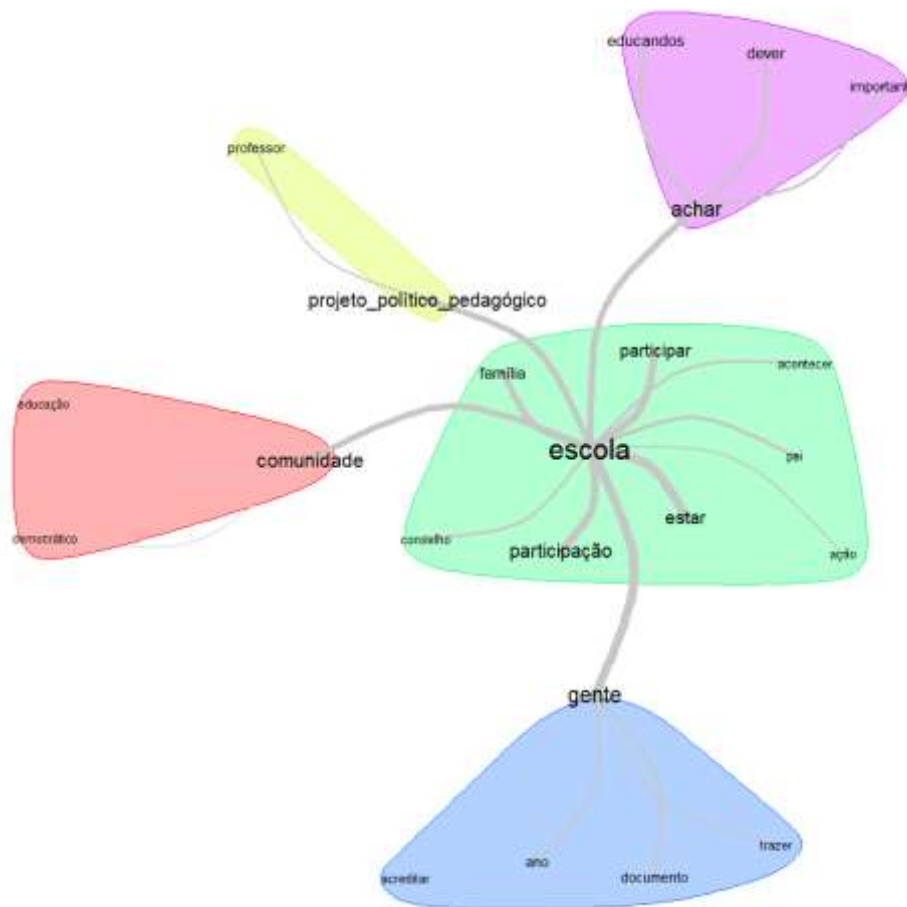 educandos
dever
important
professor
achar
projeto_político_pedagógico
participar
acontecer
família
escola
pai
educação
comunidade
estar
democrático
conselho
participação
ação
gente
trazer
ano
documento
acreditar